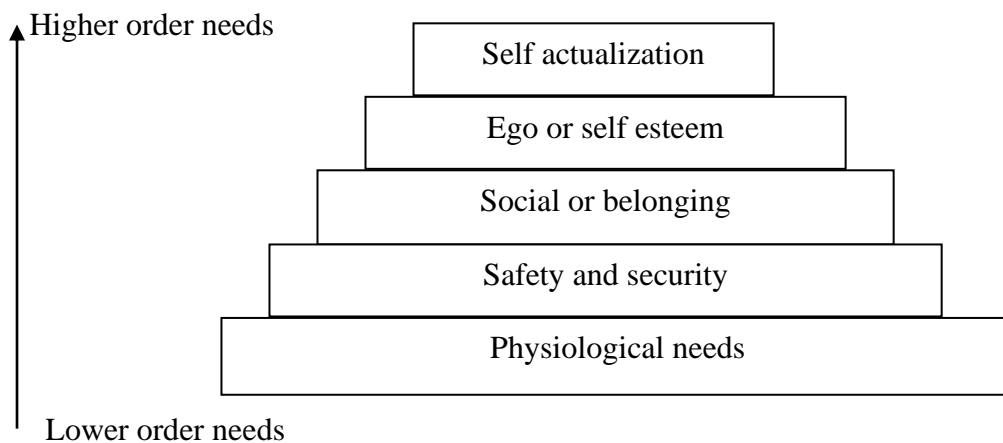 Higher order needs
Self actualization
Ego or self esteem
Social or belonging
Safety and security
Physiological needs
Lower order needs